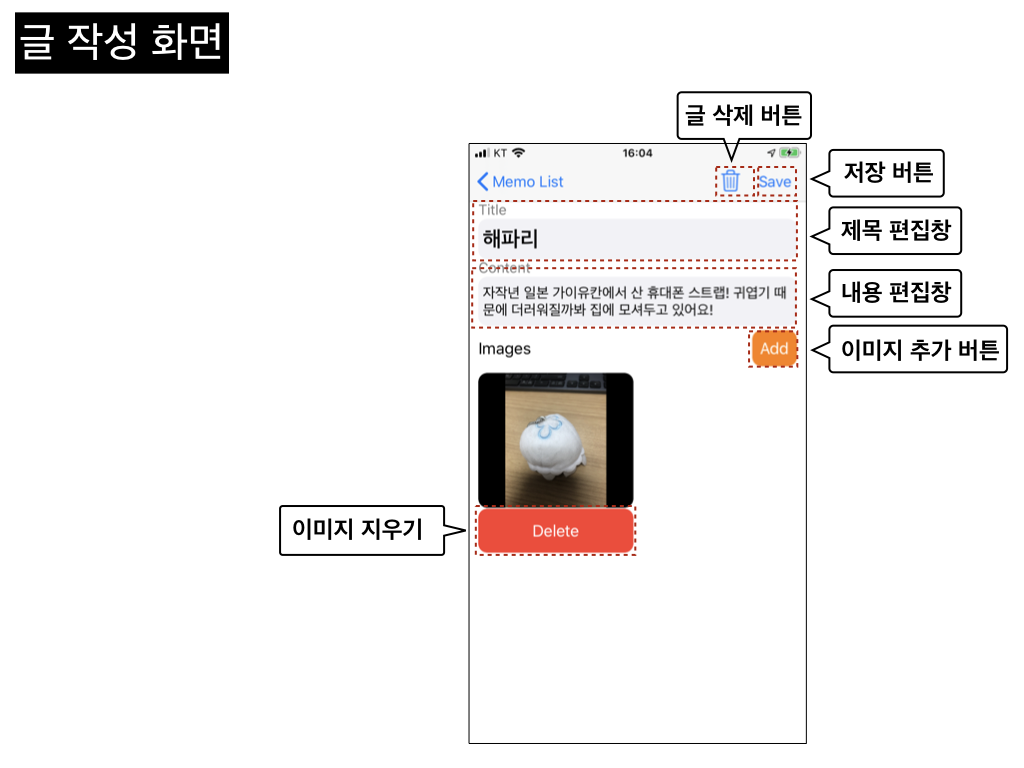 글 작성 화면
글 삭제 버튼
KT 16:04
Memo List Save
저장 버튼
Title
해파리
제목 편집창
Content
자작년 일본 가이유칸에서 산 휴대폰 스트랩! 귀엽기 때
문에 더러워질까봐 집에 모셔두고 있어요!
내용 편집창
Images Add
이미지 추가 버튼
이미지 지우기
Delete